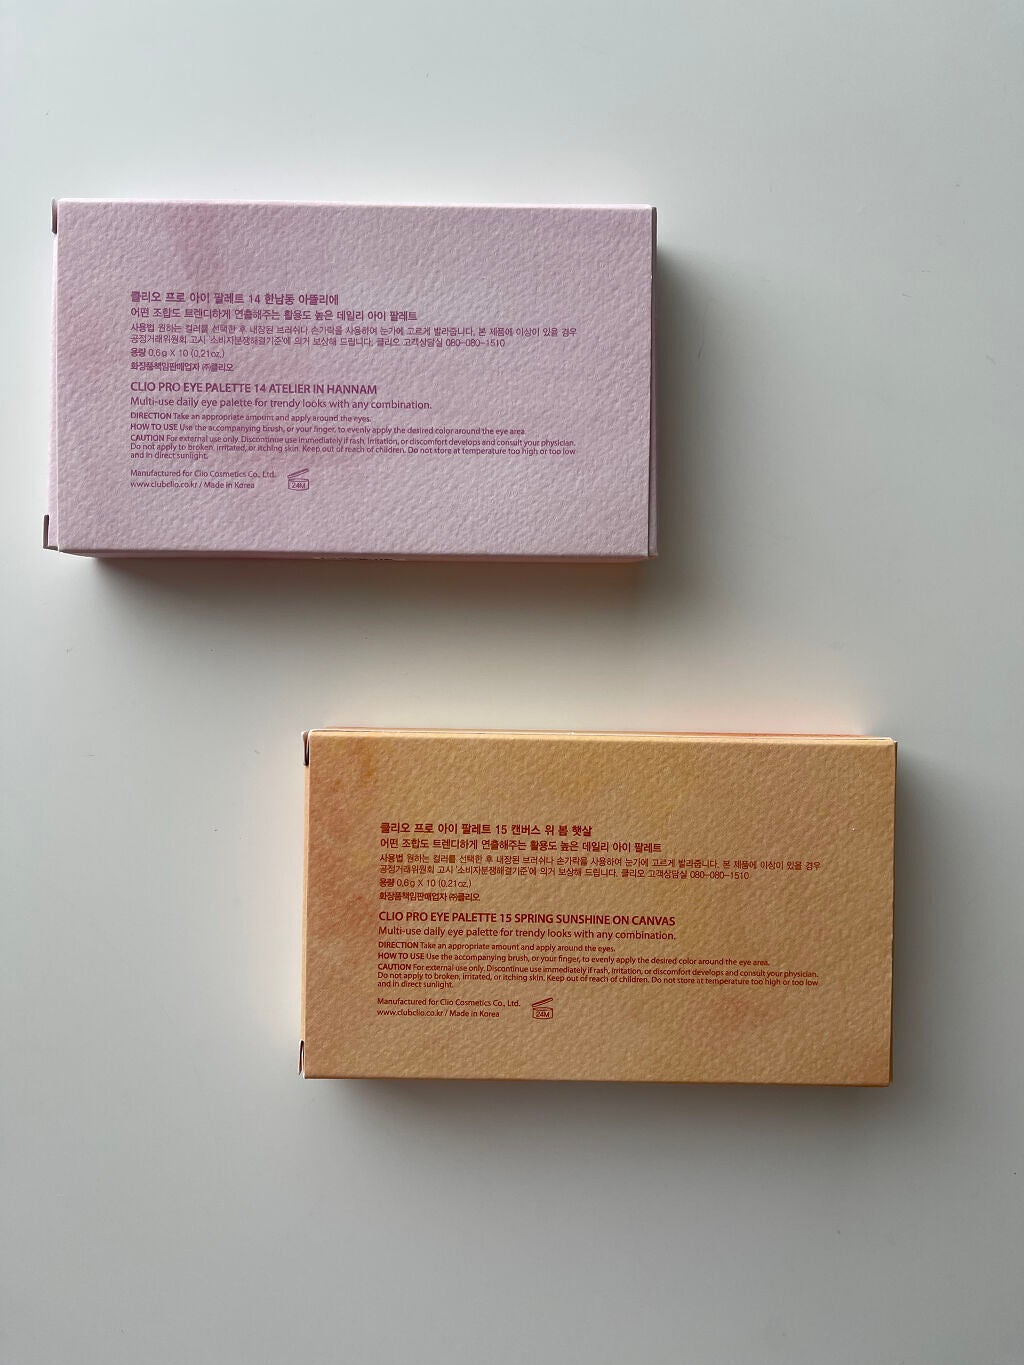 클리오 프로 아이 팔레트 14 한남동 아뜰리에
어떤 조합도 트렌디하게 연출해주는 활용도 높은 데일리 아이 팔레트
사용법 원하는 컬러를 선택한 후 내장된 브러쉬나 손가락을 사용하여 눈가에 고르게 발라줍니다. 본 제품에 이상이 있을 경우
공정거래위원회 고시 '소비자분쟁해결기준'에 의거 보상해 드립니다. 클리오 고객상담실 080-080-1510
용량 0.6g X 10 (0.21oz.)
화장품책임판매업자 ㈜클리오
CLIO PRO EYE PALETTE 14 ATELIER IN HANNAM
Multi-use daily eye palette for trendy looks with any combination.
DIRECTION Take an appropriate amount and apply around the eyes.
HOW TO USE Use the accompanying brush, or your finger, to evenly apply the desired color around the eye area.
CAUTION For external use only. Discontinue use immediately if rash, irritation, or discomfort develops and consult your physician.
Do not apply to broken, irritated, or itching skin. Keep out of reach of children. Do not store at temperature too high or too low
and in direct sunlight.
Manufactured for Clio Cosmetics Co., Ltd.
www.clubclio.co.kr / Made in Korea
24M
클리오 프로 아이 팔레트 15 캔버스 위 봄 햇살
어떤 조합도 트렌디하게 연출해주는 활용도 높은 데일리 아이 팔레트
사용법 원하는 컬러를 선택한 후 내장된 브러쉬나 손가락을 사용하여 눈가에 고르게 발라줍니다. 본 제품에 이상이 있을 경우
공정거래위원회 고시 '소비자분쟁해결기준'에 의거 보상해 드립니다. 클리오 고객상담실 080-080-1510
용량 0.6g X 10 (0.21oz.)
화장품책임판매업자 ㈜클리오
CLIO PRO EYE PALETTE 15 SPRING SUNSHINE ON CANVAS
Multi-use daily eye palette for trendy looks with any combination.
DIRECTION Take an appropriate amount and apply around the eyes.
HOW TO USE Use the accompanying brush, or your finger, to evenly apply the desired color around the eye area.
CAUTION For external use only. Discontinue use immediately if rash, irritation, or discomfort develops and consult your physician.
Do not apply to broken, irritated, or itching skin. Keep out of reach of children. Do not store at temperature too high or too low
and in direct sunlight.
Manufactured for Clio Cosmetics Co., Ltd.
www.clubclio.co.kr / Made in Korea
24M